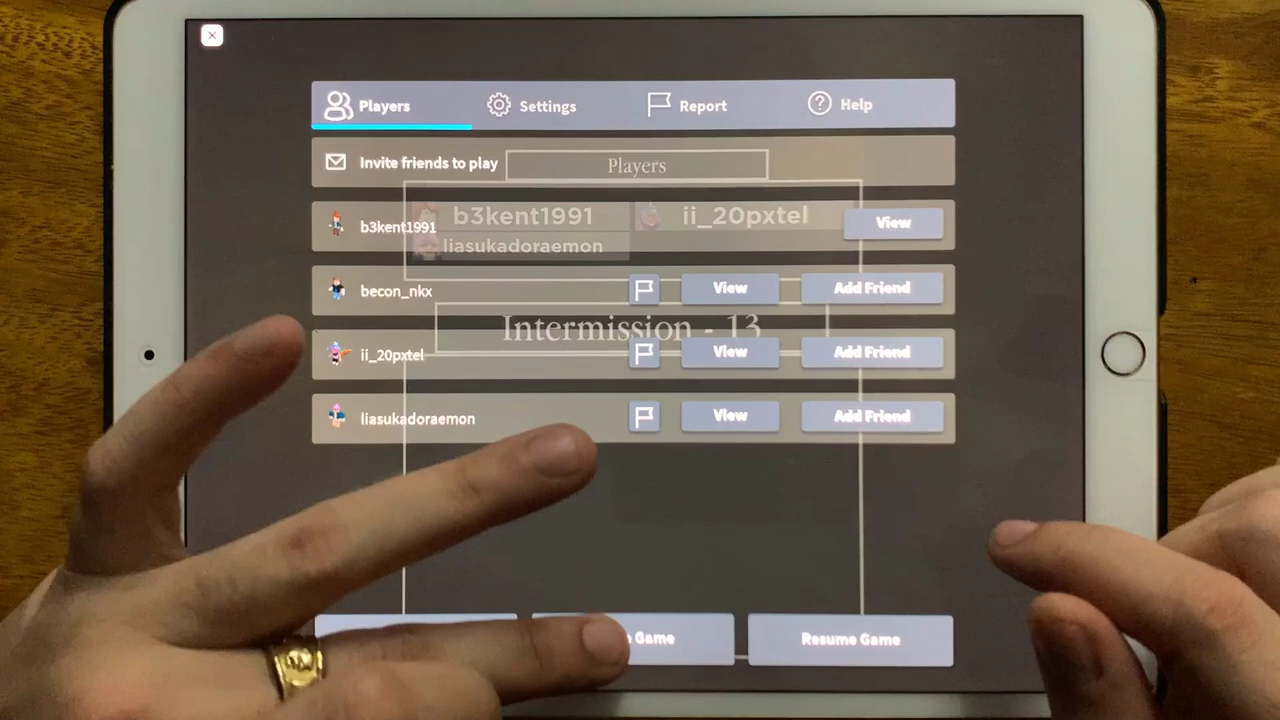 Players Settings Report Help
Invite friends to play
Players
b3kent1991 ii_20pxtel
b3kent1991 View
liasukadoraemon
becon_nkx View Add Friend
Intermission - 13
ii_20pxtel View Add Friend
liasukadoraemon View Add Friend
Game Resume Game